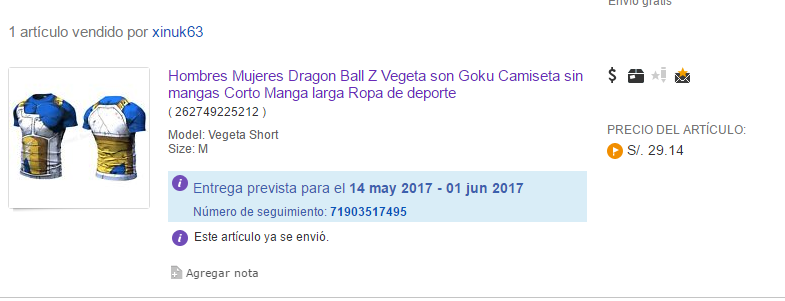 Envío gratis
1 artículo vendido por xinuk63
Hombres Mujeres Dragon Ball Z Vegeta son Goku Camiseta sin
mangas Corto Manga larga Ropa de deporte
( 262749225212 )
Model: Vegeta Short
Size: M
Entrega prevista para el 14 may 2017 - 01 jun 2017
Número de seguimiento: 71903517495
Este artículo ya se envió.
Agregar nota
PRECIO DEL ARTÍCULO:
S/. 29.14